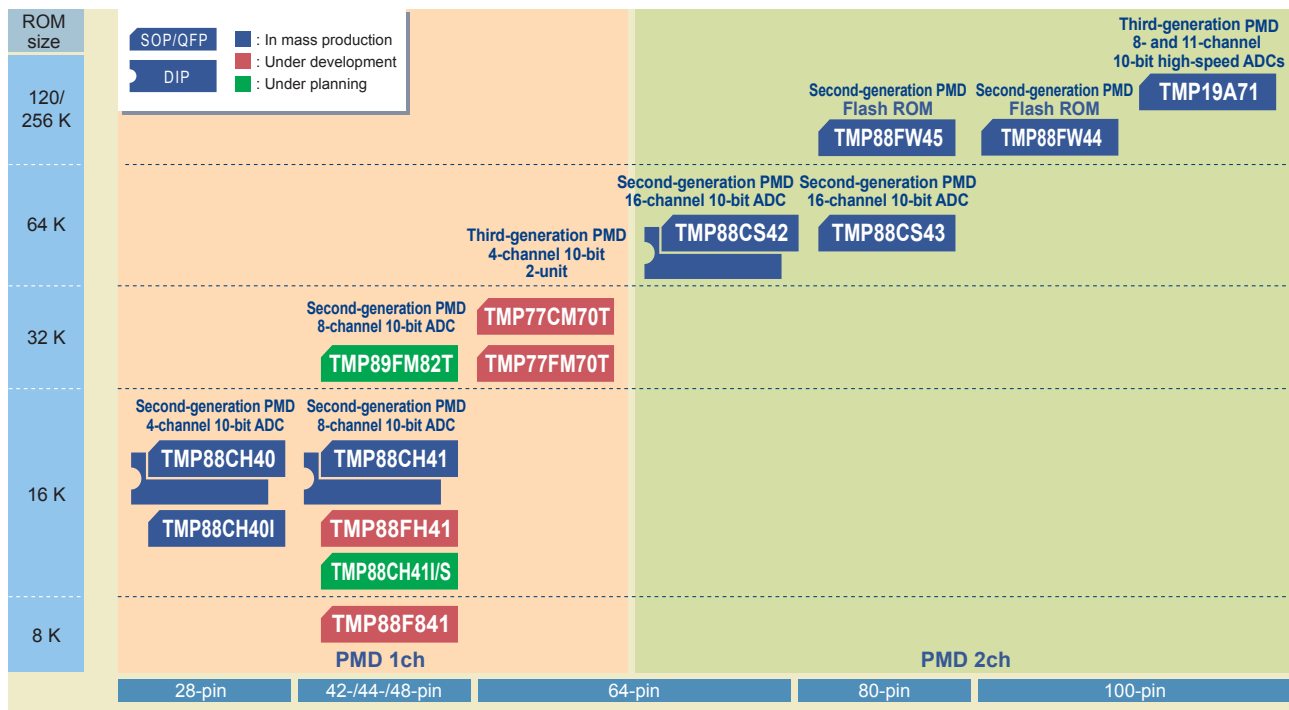 ROM
size
SOP/QFP
DIP
: In mass production
: Under development
: Under planning
Third-generation PMD
8- and 11-channel
10-bit high-speed ADCs
TMP19A71
120/
256 K
Second-generation PMD
Flash ROM
TMP88FW45
Second-generation PMD
Flash ROM
TMP88FW44
64 K
Second-generation PMD
16-channel 10-bit ADC
TMP88CS42
Second-generation PMD
16-channel 10-bit ADC
TMP88CS43
Third-generation PMD
4-channel 10-bit
2-unit
32 K
Second-generation PMD
8-channel 10-bit ADC
TMP89FM82T
TMP77CM70T
TMP77FM70T
16 K
Second-generation PMD
4-channel 10-bit ADC
TMP88CH40
TMP88CH40I
Second-generation PMD
8-channel 10-bit ADC
TMP88CH41
TMP88FH41
TMP88CH41I/S
8 K
TMP88F841
PMD 1ch
PMD 2ch
28-pin
42-/44-/48-pin
64-pin
80-pin
100-pin